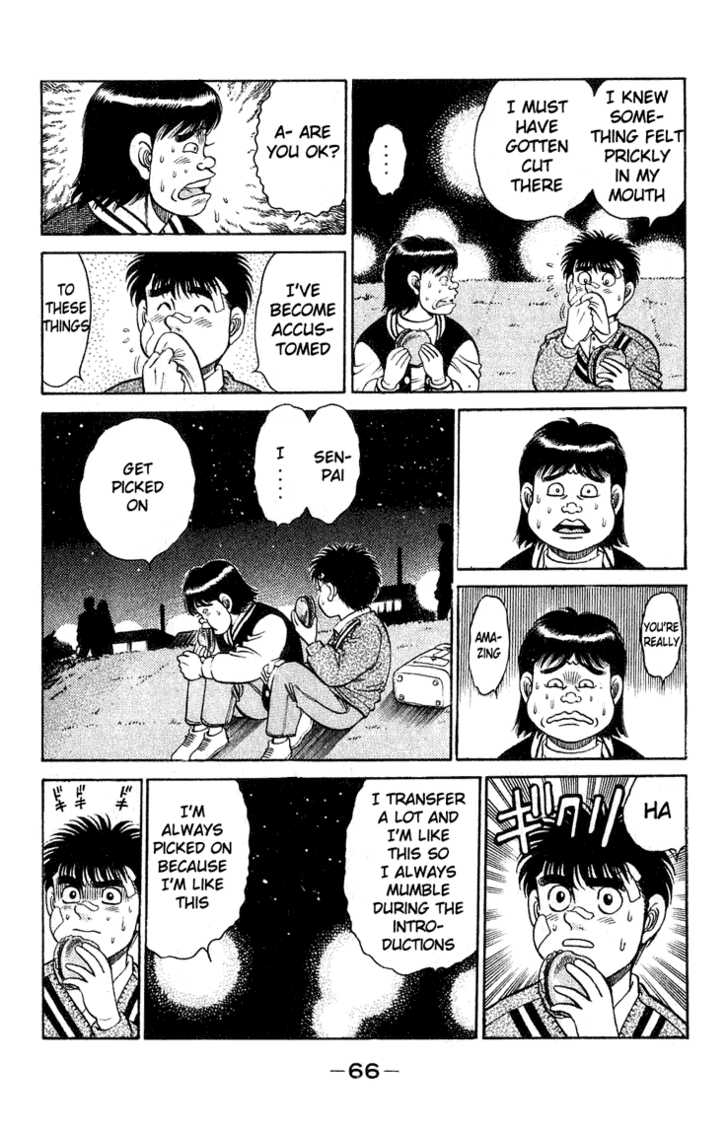 I KNEW
SOME-
THING FELT
PRICKLY
IN MY
MOUTH
I MUST
HAVE
GOTTEN
CUT
THERE
....
A- ARE
YOU OK?
I'VE
BECOME
ACCUS-
TOMED
TO
THESE
THINGS
YOU'RE
REALLY
AMA-
ZING
SEN-
PAI
I
....
GET
PICKED
ON
HA
ギクッ
I TRANSFER
A LOT AND
I'M LIKE
THIS SO
I ALWAYS
MUMBLE
DURING THE
INTRO-
DUCTIONS
I'M
ALWAYS
PICKED ON
BECAUSE
I'M LIKE
THIS
ドキ
ドキ
-66-